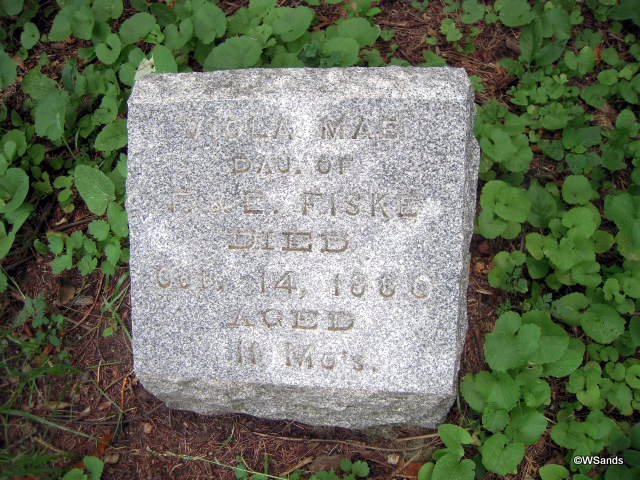 VIOLA MAE
DAU. OF
F. & E. FISKE
DIED
Oct. 14, 1886
AGED
11 Mo's.
©WSands